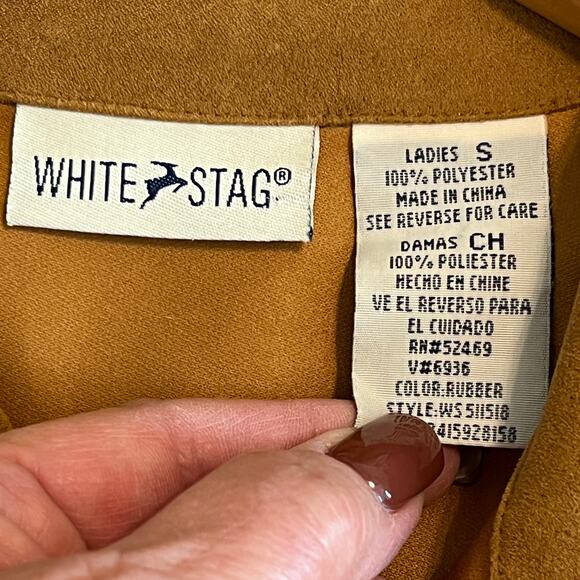 WHITE STAG®
LADIES S
100% POLYESTER
MADE IN CHINA
SEE REVERSE FOR CARE
DAMAS CH
100% POLIESTER
HECHO EN CHINE
VE EL REVERSO PARA
EL CUIDADO
RN#52469
V#6936
COLOR:RUBBER
STYLE:WS 511518